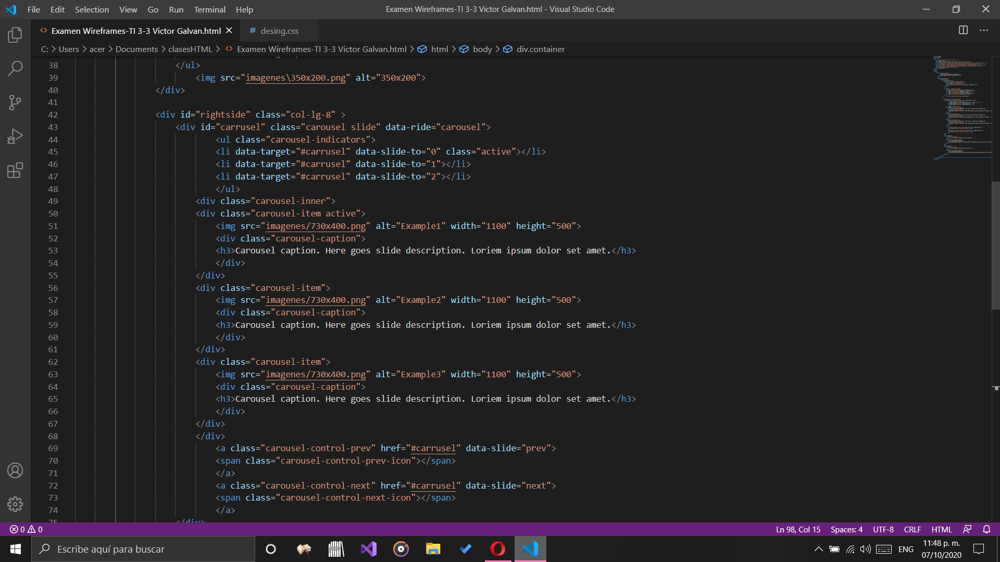 File Edit Selection View Go Run Terminal Help
Examen Wireframes-TI 3-3 Victor Galvan.html - Visual Studio Code
Examen Wireframes-TI 3-3 Victor Galvan.html
# desing.css
C: > Users > acer > Documents > clasesHTML > Examen Wireframes-TI 3-3 Victor Galvan.html > html > body > div.container
38 </ul>
39 <img src="imagenes\350x200.png" alt="350x200">
40 </div>
41
42 <div id="rightside" class="col-lg-8" >
43 <div id="carrusel" class="carousel slide" data-ride="carousel">
44 <ul class="carousel-indicators">
45 <li data-target="#carrusel" data-slide-to="0" class="active"></li>
46 <li data-target="#carrusel" data-slide-to="1"></li>
47 <li data-target="#carrusel" data-slide-to="2"></li>
48 </ul>
49 <div class="carousel-inner">
50 <div class="carousel-item active">
51 <img src="imagenes/730x400.png" alt="Example1" width="1100" height="500">
52 <div class="carousel-caption">
53 <h3>Carousel caption. Here goes slide description. Loriem ipsum dolor set amet.</h3>
54 </div>
55 </div>
56 <div class="carousel-item">
57 <img src="imagenes/730x400.png" alt="Example2" width="1100" height="500">
58 <div class="carousel-caption">
59 <h3>Carousel caption. Here goes slide description. Loriem ipsum dolor set amet.</h3>
60 </div>
61 </div>
62 <div class="carousel-item">
63 <img src="imagenes/730x400.png" alt="Example3" width="1100" height="500">
64 <div class="carousel-caption">
65 <h3>Carousel caption. Here goes slide description. Loriem ipsum dolor set amet.</h3>
66 </div>
67 </div>
68 </div>
69 <a class="carousel-control-prev" href="#carrusel" data-slide="prev">
70 <span class="carousel-control-prev-icon"></span>
71 </a>
72 <a class="carousel-control-next" href="#carrusel" data-slide="next">
73 <span class="carousel-control-next-icon"></span>
74 </a>
75 </div>
0 0
Ln 98, Col 15 Spaces: 4 UTF-8 CRLF HTML
Escribe aquí para buscar
ENG
11:48 p. m.
07/10/2020